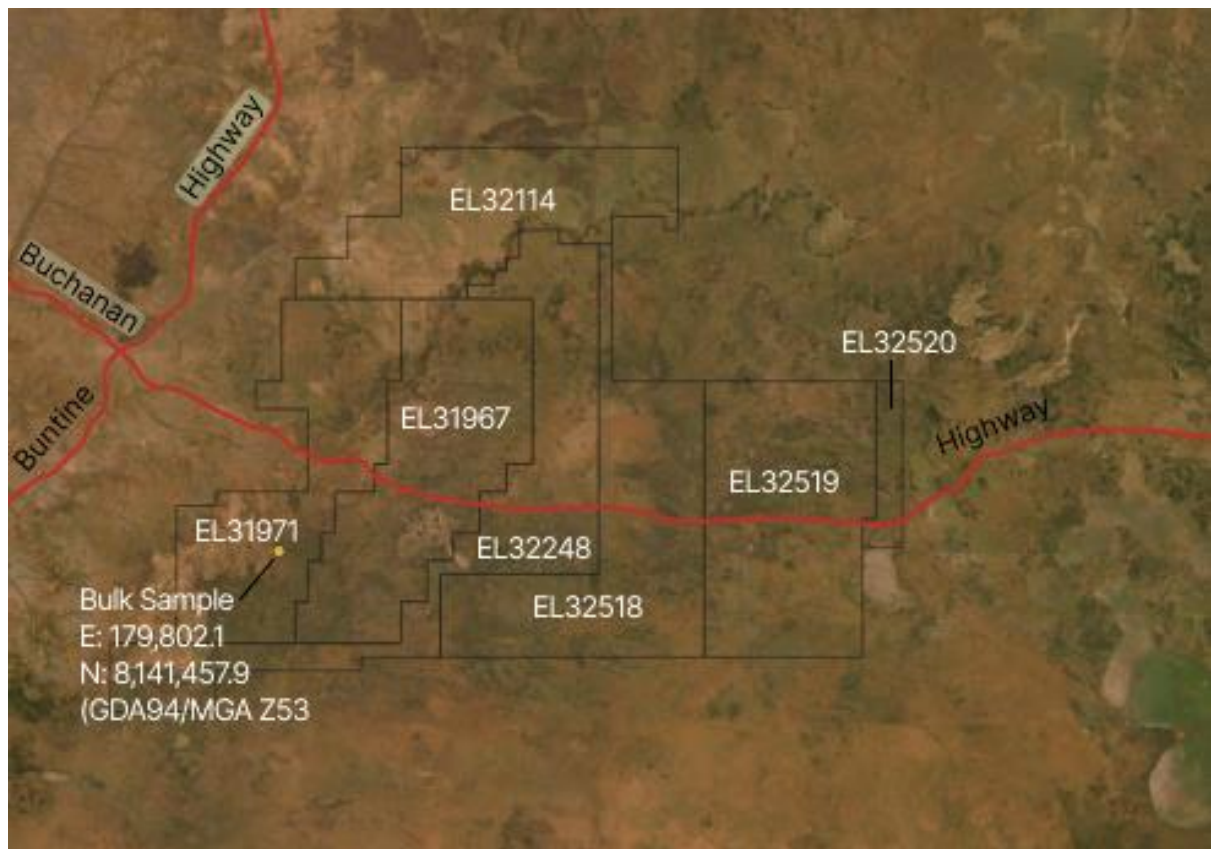 Highway
EL32114
Buchanan
EL32520
EL31967
Highway
Buntine
EL32519
EL31971
EL32248
Bulk Sample
E: 179,802.1
N: 8,141,457.9
(GDA94/MGA Z53
EL32518